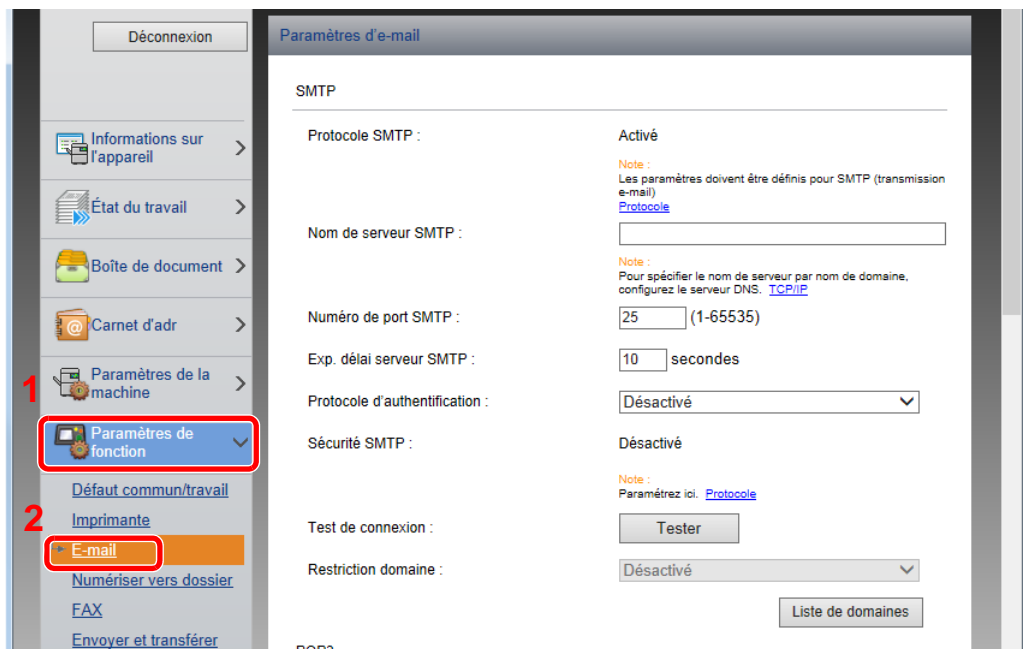 Déconnexion
Informations sur
l'appareil
État du travail
Boîte de document
Carnet d'adr
1
Paramètres de la
machine
Paramètres de
fonction
Défaut commun/travail
2
Imprimante
E-mail
Numériser vers dossier
FAX
Envoyer et transférer
Paramètres d'e-mail
SMTP
Protocole SMTP :
Activé
Note :
Les paramètres doivent être définis pour SMTP (transmission
e-mail)
Protocole
Nom de serveur SMTP :
Note :
Pour spécifier le nom de serveur par nom de domaine,
configurez le serveur DNS. TCP/IP
Numéro de port SMTP :
25 (1-65535)
Exp. délai serveur SMTP :
10 secondes
Protocole d'authentification :
Désactivé
Sécurité SMTP :
Désactivé
Note :
Paramétrez ici. Protocole
Test de connexion :
Tester
Restriction domaine :
Désactivé
Liste de domaines